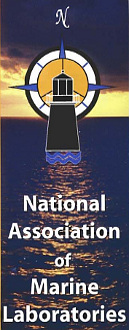 N
National
Association
of
Marine
Laboratories